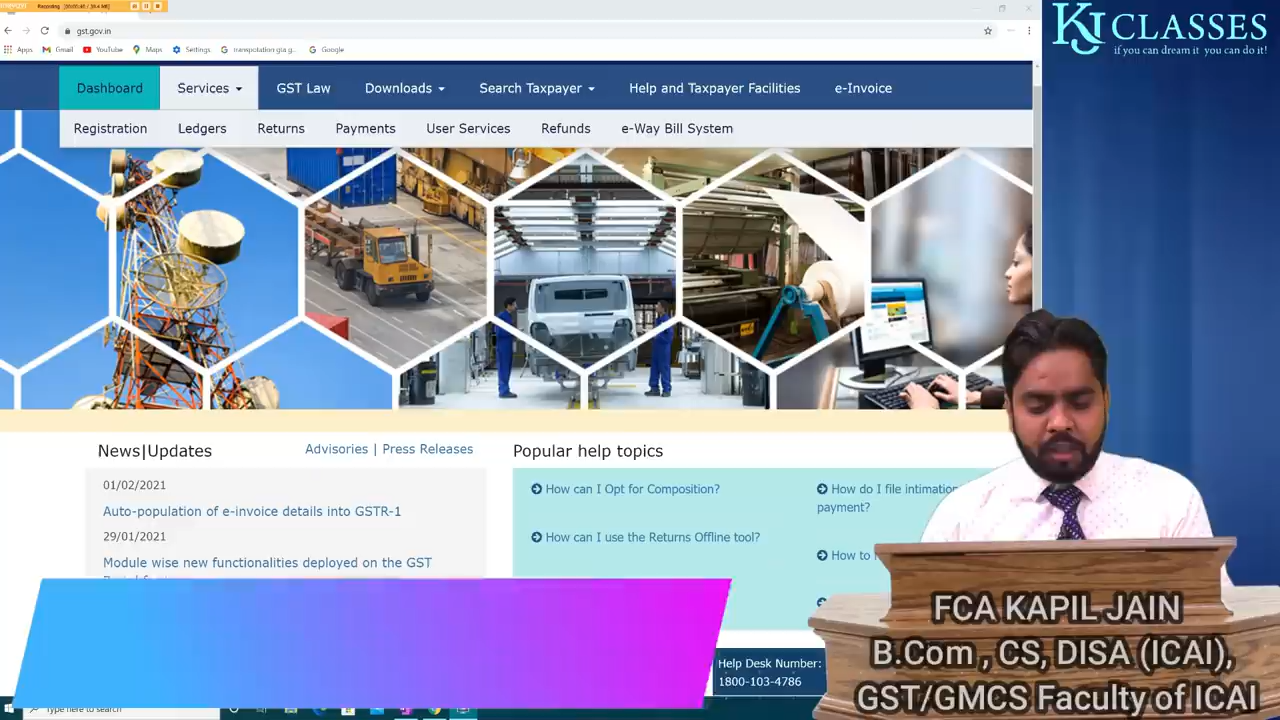 Recording
KJ CLASSES
if you can dream it you can do it!
gst.gov.in
Apps Gmail YouTube Maps Settings transpotation gta g... Google
Dashboard Services GST Law Downloads Search Taxpayer Help and Taxpayer Facilities e-Invoice
Registration Ledgers Returns Payments User Services Refunds e-Way Bill System
News|Updates Advisories | Press Releases
Popular help topics
01/02/2021
Auto-population of e-invoice details into GSTR-1
29/01/2021
Module wise new functionalities deployed on the GST
How can I Opt for Composition?
How do I file intimation
payment?
How can I use the Returns Offline tool?
How to
Help Desk Number:
1800-103-4786
Type here to search
FCA KAPIL JAIN
B.Com , CS, DISA (ICAI),
GST/GMCS Faculty of ICAI